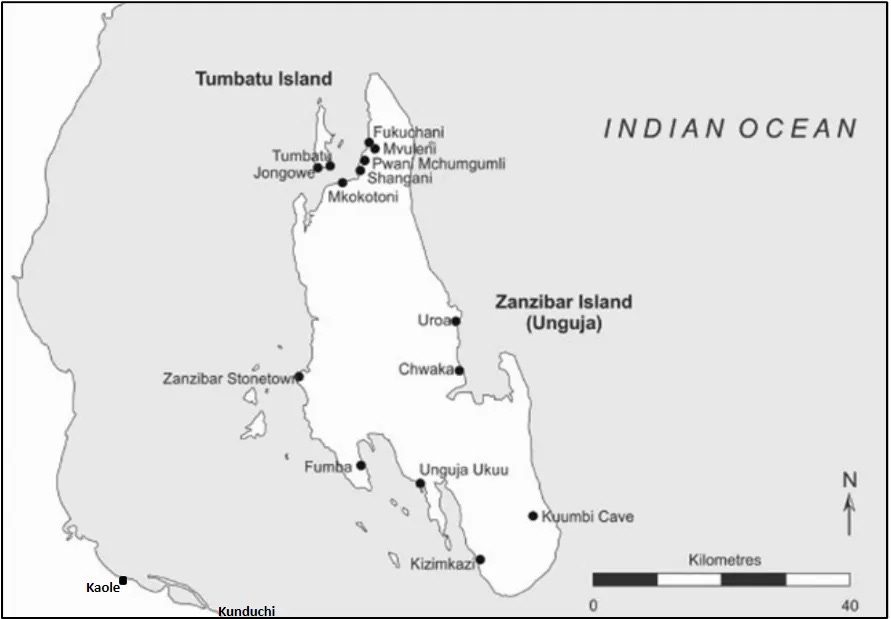 Tumbatu Island
INDIAN OCEAN
Fukuchani
Mvuleni
Tumbatu
Pwani Mchumgumli
Jongowe
Shangani
Mkokotoni
Zanzibar Island
(Unguja)
Uroa
Chwaka
Zanzibar Stonetown
Fumba
Unguja Ukuu
N
Kuumbi Cave
Kizimkazi
Kilometres
Kaole
0
40
Kunduchi